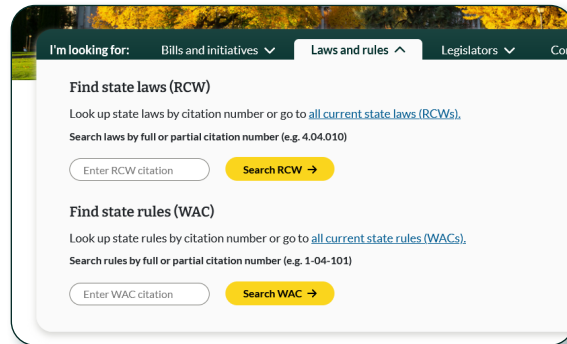 I'm looking for: Bills and initiatives Laws and rules Legislators
Find state laws (RCW)
Look up state laws by citation number or go to all current state laws (RCWs).
Search laws by full or partial citation number (e.g. 4.04.010)
Enter RCW citation Search RCW →
Find state rules (WAC)
Look up state rules by citation number or go to all current state rules (WACs).
Search rules by full or partial citation number (e.g. 1-04-101)
Enter WAC citation Search WAC →